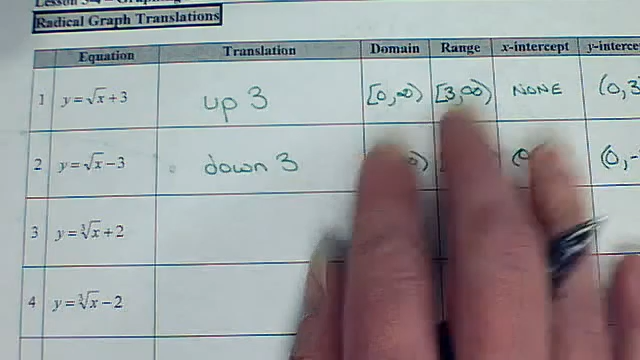 Radical Graph Translations
Equation Translation Domain Range x-intercept
1 y = √x + 3 up 3 [0, ∞) [3, ∞) NONE (0, 3
2 y = √x − 3 down 3 (0, -
3 y = ∛x + 2
4 y = ∛x − 2